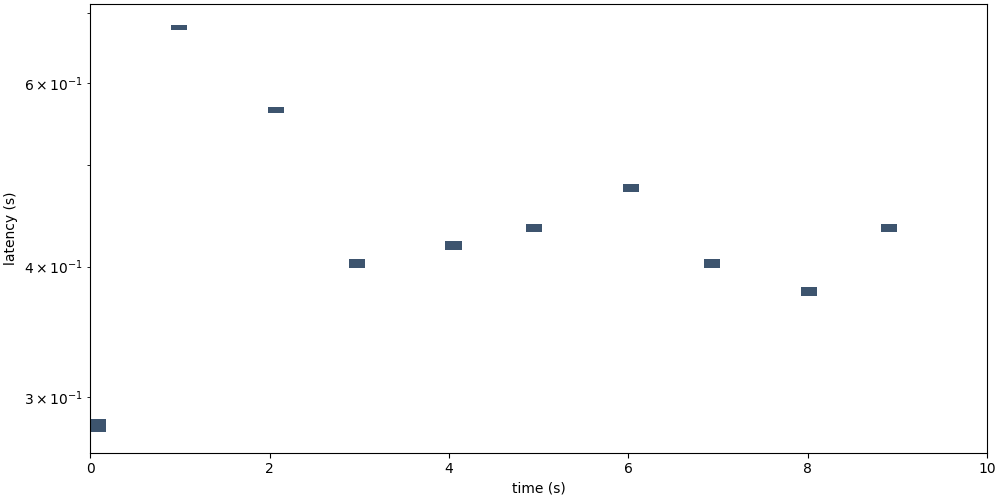 6 × 10⁻¹
4 × 10⁻¹
3 × 10⁻¹
latency (s)
0 2 4 6 8 10
time (s)